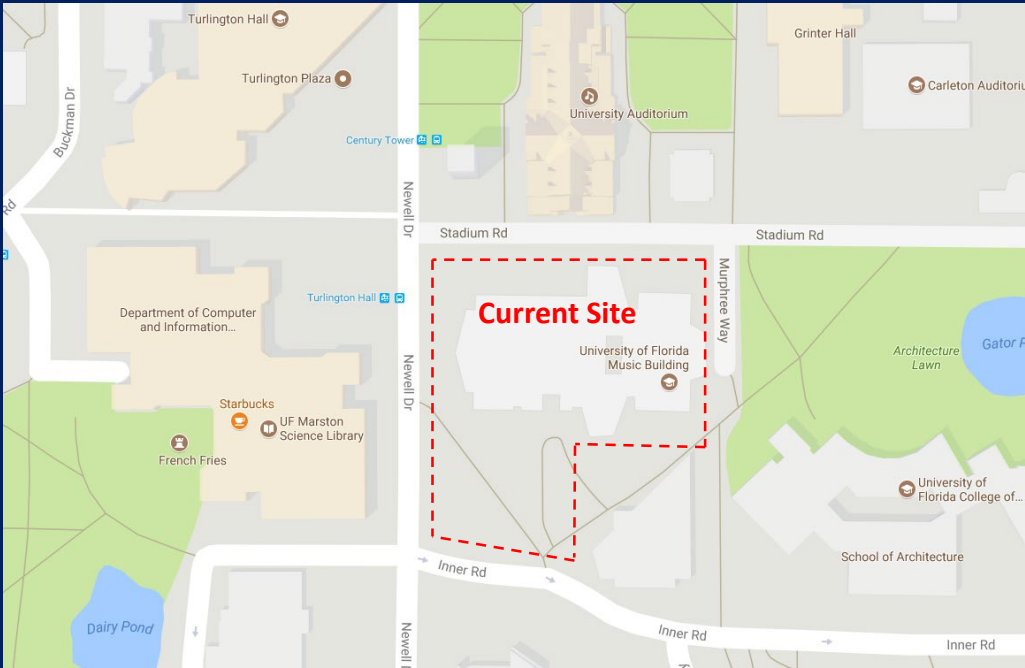 Turlington Hall
Grinter Hall
Turlington Plaza
Carleton Auditoriu
University Auditorium
Buckman Dr
Century Tower
Rd
Newell Dr
Stadium Rd
Stadium Rd
Murphree Way
Turlington Hall
Current Site
Department of Computer
and Information...
University of Florida
Music Building
Architecture
Lawn
Gator P
Newell Dr
Starbucks
UF Marston
Science Library
French Fries
University of
Florida College of...
School of Architecture
Inner Rd
Dairy Pond
Newell D
Inner Rd
Inner Rd